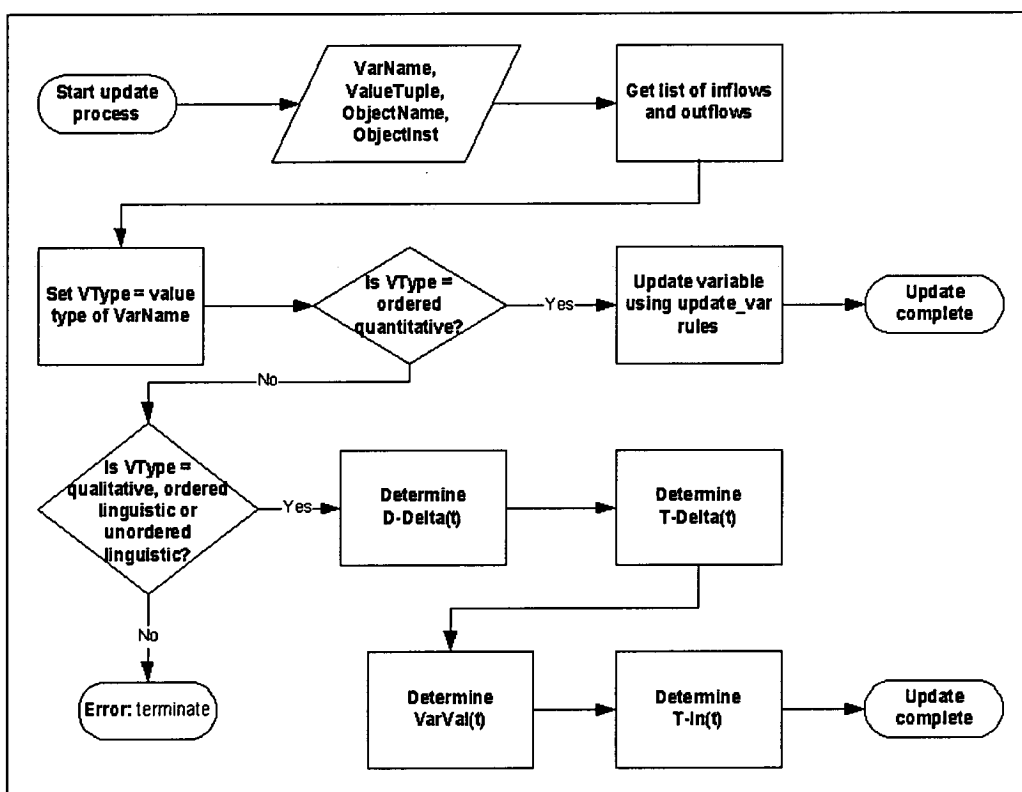 Start update
process
VarName,
ValueTuple,
ObjectName,
ObjectInst
Get list of inflows
and outflows
Set VType = value
type of VarName
Is VType =
ordered
quantitative?
Yes
Update variable
using update_var
rules
Update
complete
No
Is VType =
qualitative, ordered
linguistic or
unordered
linguistic?
Yes
Determine
D-Delta(t)
Determine
T-Delta(t)
No
Error: terminate
Determine
VarVal(t)
Determine
T-In(t)
Update
complete